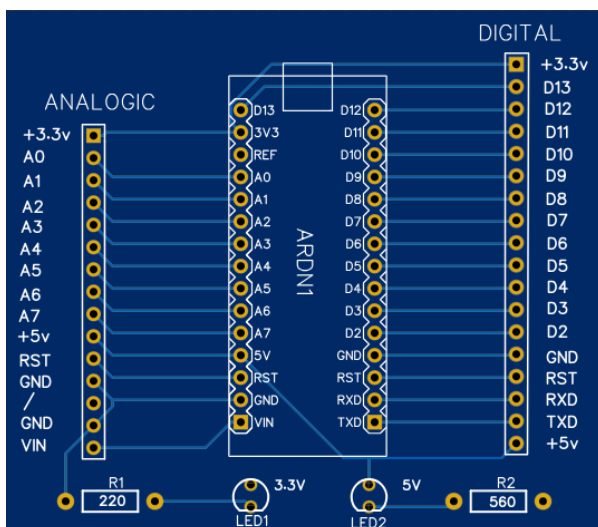 DIGITAL
ANALOGIC
+3.3v
A0
A1
A2
A3
A4
A5
A6
A7
+5v
RST
GND
/
GND
VIN
D13
3V3
REF
A0
A1
A2
A3
A4
A5
A6
A7
5V
RST
GND
VIN
ARDN1
D12
D11
D10
D9
D8
D7
D6
D5
D4
D3
D2
GND
RST
RXD
TXD
+3.3v
D13
D12
D11
D10
D9
D8
D7
D6
D5
D4
D3
D2
GND
RST
RXD
TXD
+5v
R1
220
3.3V
LED1
5V
LED2
R2
560